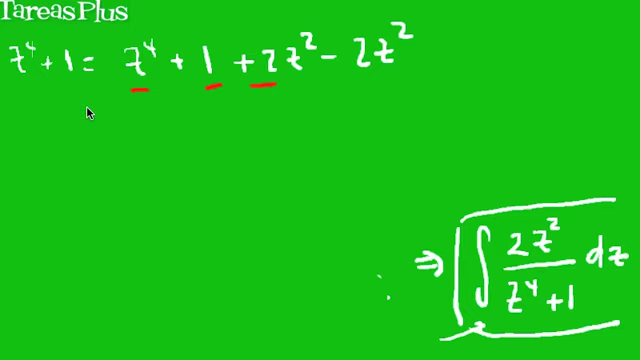 TareasPlus
z⁴ + 1 = z⁴ + 1 + 2z² - 2z²
⇒ ∫ 2z² / (z⁴ + 1) dz